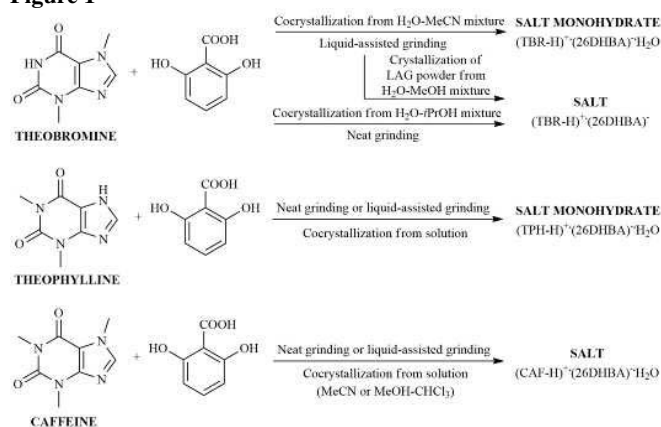 Figure 1
Cocrystallization from H₂O-MeCN mixture
SALT MONOHYDRATE
Liquid-assisted grinding
(TBR-H)⁺·(26DHBA)⁻·H₂O
Crystallization of
LAG powder from
H₂O-MeOH mixture
SALT
Cocrystallization from H₂O-iPrOH mixture
(TBR-H)⁺·(26DHBA)⁻
Neat grinding
O
HN
N
N
O
N
+
COOH
HO
OH
THEOBROMINE
O
H
N
N
N
O
N
+
COOH
HO
OH
THEOPHYLLINE
Neat grinding or liquid-assisted grinding
Cocrystallization from solution
SALT MONOHYDRATE
(TPH-H)⁺·(26DHBA)⁻·H₂O
O
N
N
N
O
N
+
COOH
HO
OH
CAFFEINE
Neat grinding or liquid-assisted grinding
Cocrystallization from solution
(MeCN or MeOH-CHCl₃)
SALT
(CAF-H)⁺·(26DHBA)⁻·H₂O